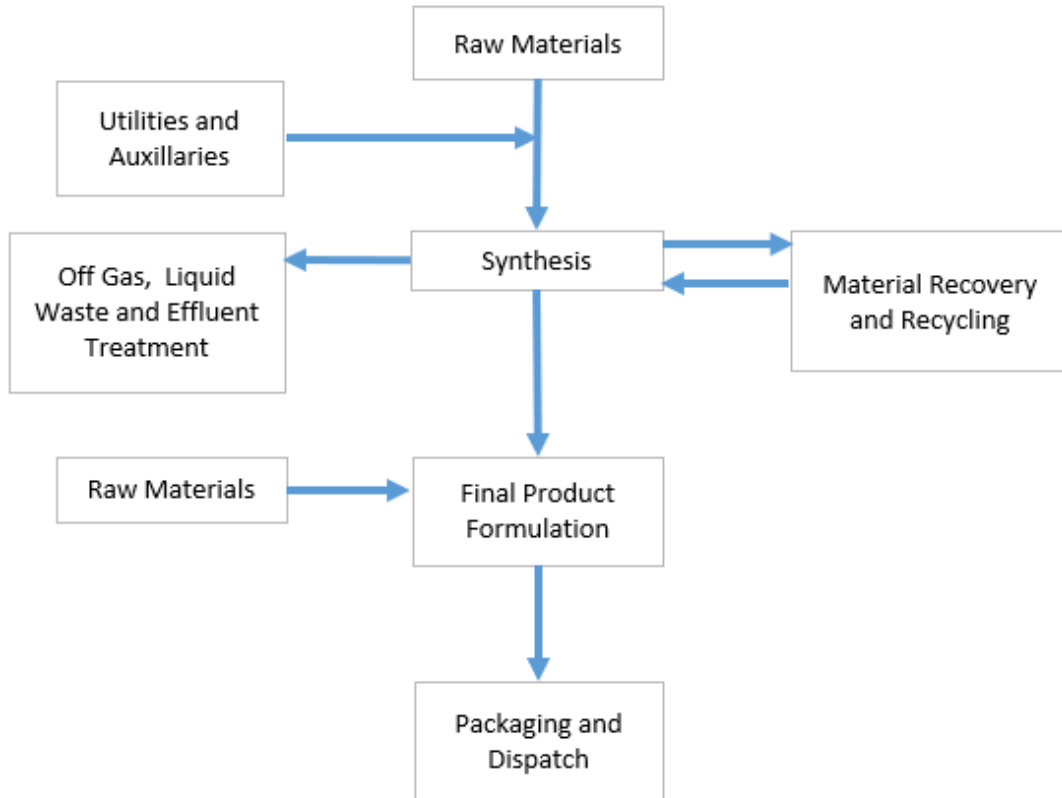 Raw Materials
Utilities and
Auxillaries
Off Gas, Liquid
Waste and Effluent
Treatment
Synthesis
Material Recovery
and Recycling
Raw Materials
Final Product
Formulation
Packaging and
Dispatch